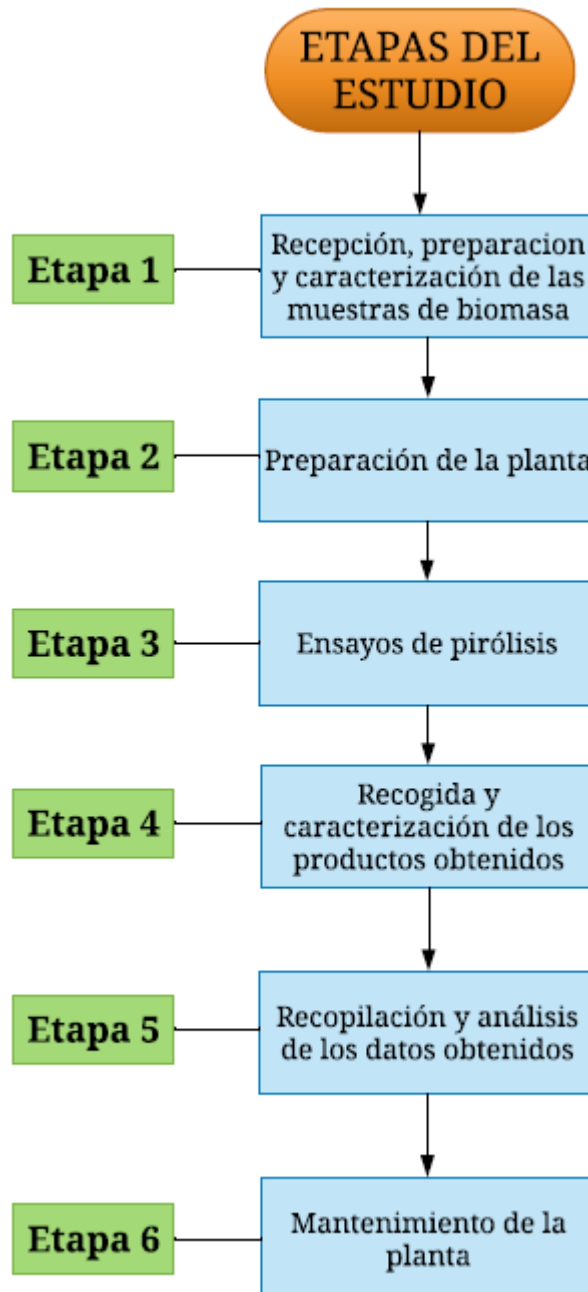 ETAPAS DEL
ESTUDIO
Etapa 1
Recepción, preparacion
y caracterización de las
muestras de biomasa
Etapa 2
Preparación de la planta
Etapa 3
Ensayos de pirólisis
Etapa 4
Recogida y
caracterización de los
productos obtenidos
Etapa 5
Recopilación y análisis
de los datos obtenidos
Etapa 6
Mantenimiento de la
planta